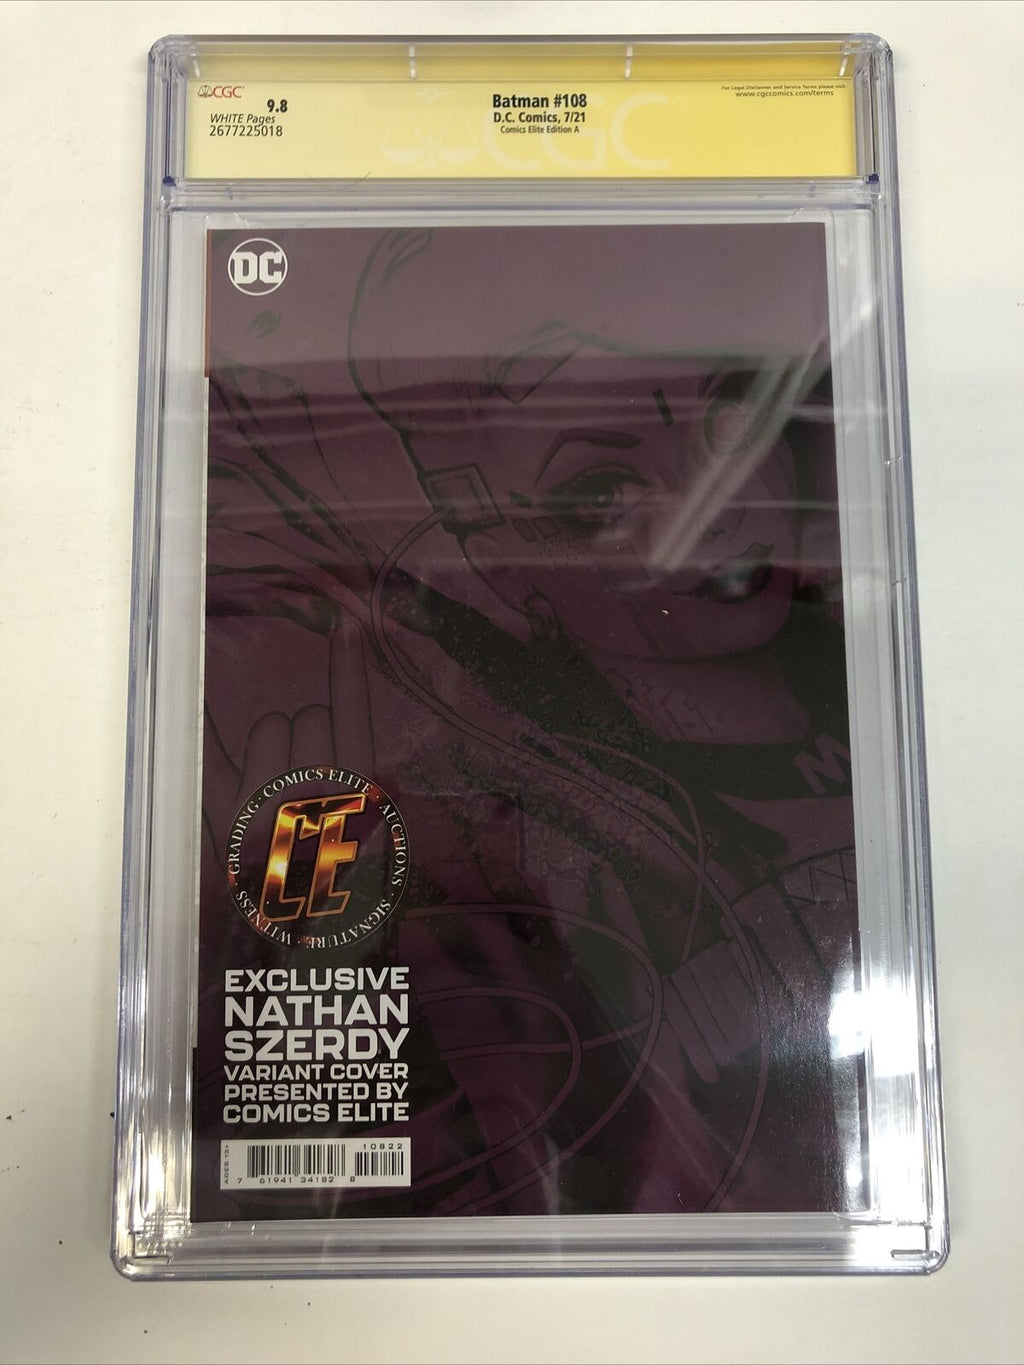 CGC
9.8
WHITE Pages
2677225018
Batman #108
D.C. Comics, 7/21
Comics Elite Edition A
For Legal Disclaimer and Service Terms please visit:
www.cgccomics.com/terms
CGC
DC
M
COMICS ELITE · AUCTIONS · SIGNATURE · WITNESS · GRADING ·
CE
EXCLUSIVE
NATHAN
SZERDY
VARIANT COVER
PRESENTED BY
COMICS ELITE
10822
7 61941 34182 8